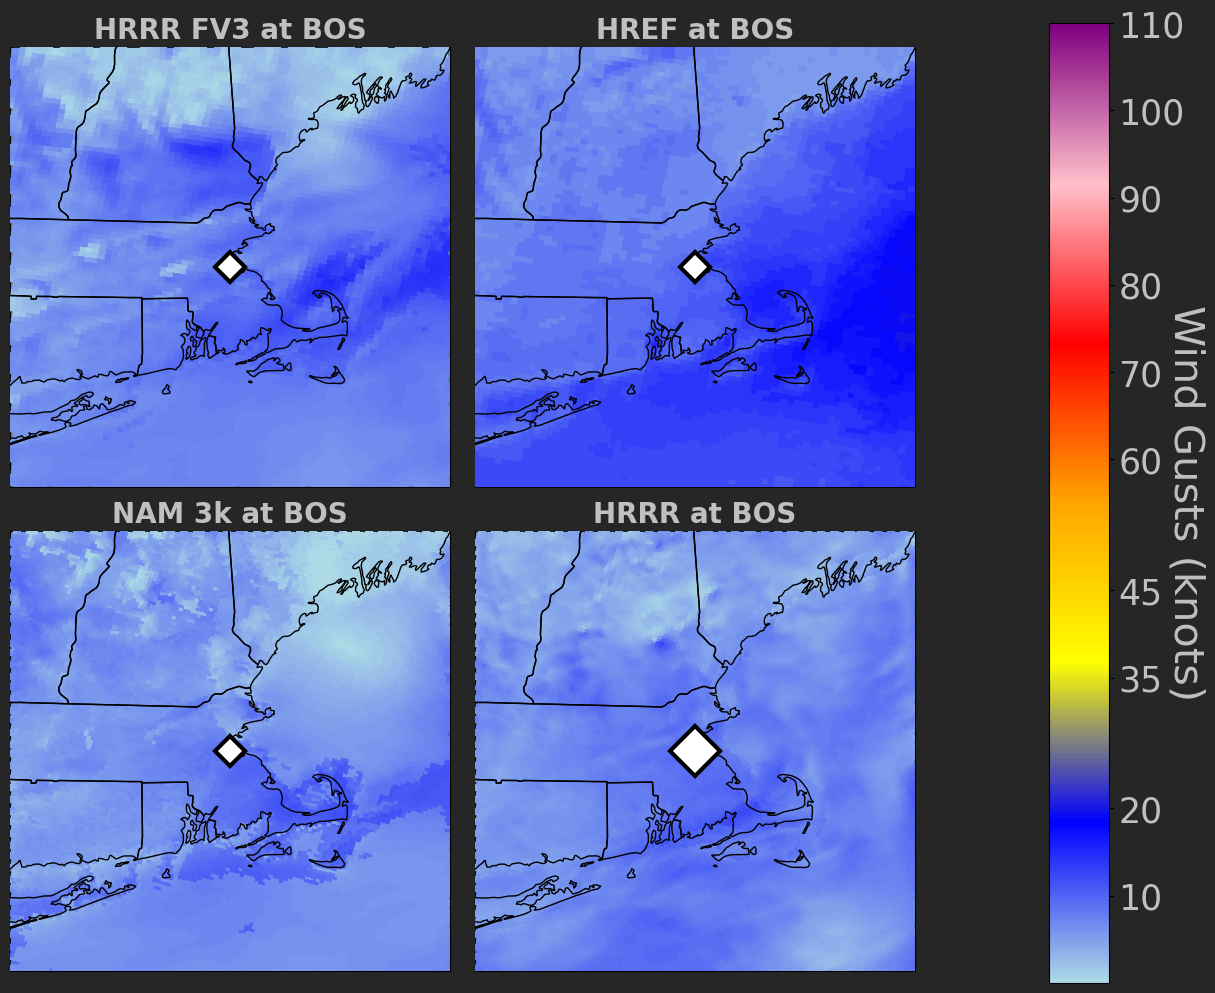 HRRR FV3 at BOS
HREF at BOS
NAM 3k at BOS
HRRR at BOS
110
100
90
80
70
60
45
35
20
10
Wind Gusts (knots)